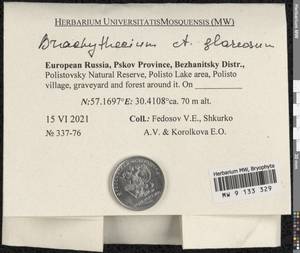 HERBARIUM UNIVERSITATIS MOSQUENSIS (MW)
Brachythecium cf. glareosum
European Russia, Pskov Province, Bezhanitsky Distr.,
Polistovsky Natural Reserve, Polisto Lake area, Polisto
village, graveyard and forest around it. On
N:57.1697°E: 30.4108°ca. 70 m alt.
15 VI 2021 Coll.: Fedosov V.E., Shkurko
№ 337-76 A.V. & Korolkova E.O.
Herbarium MW, Bryophyte
MW 9 133 329